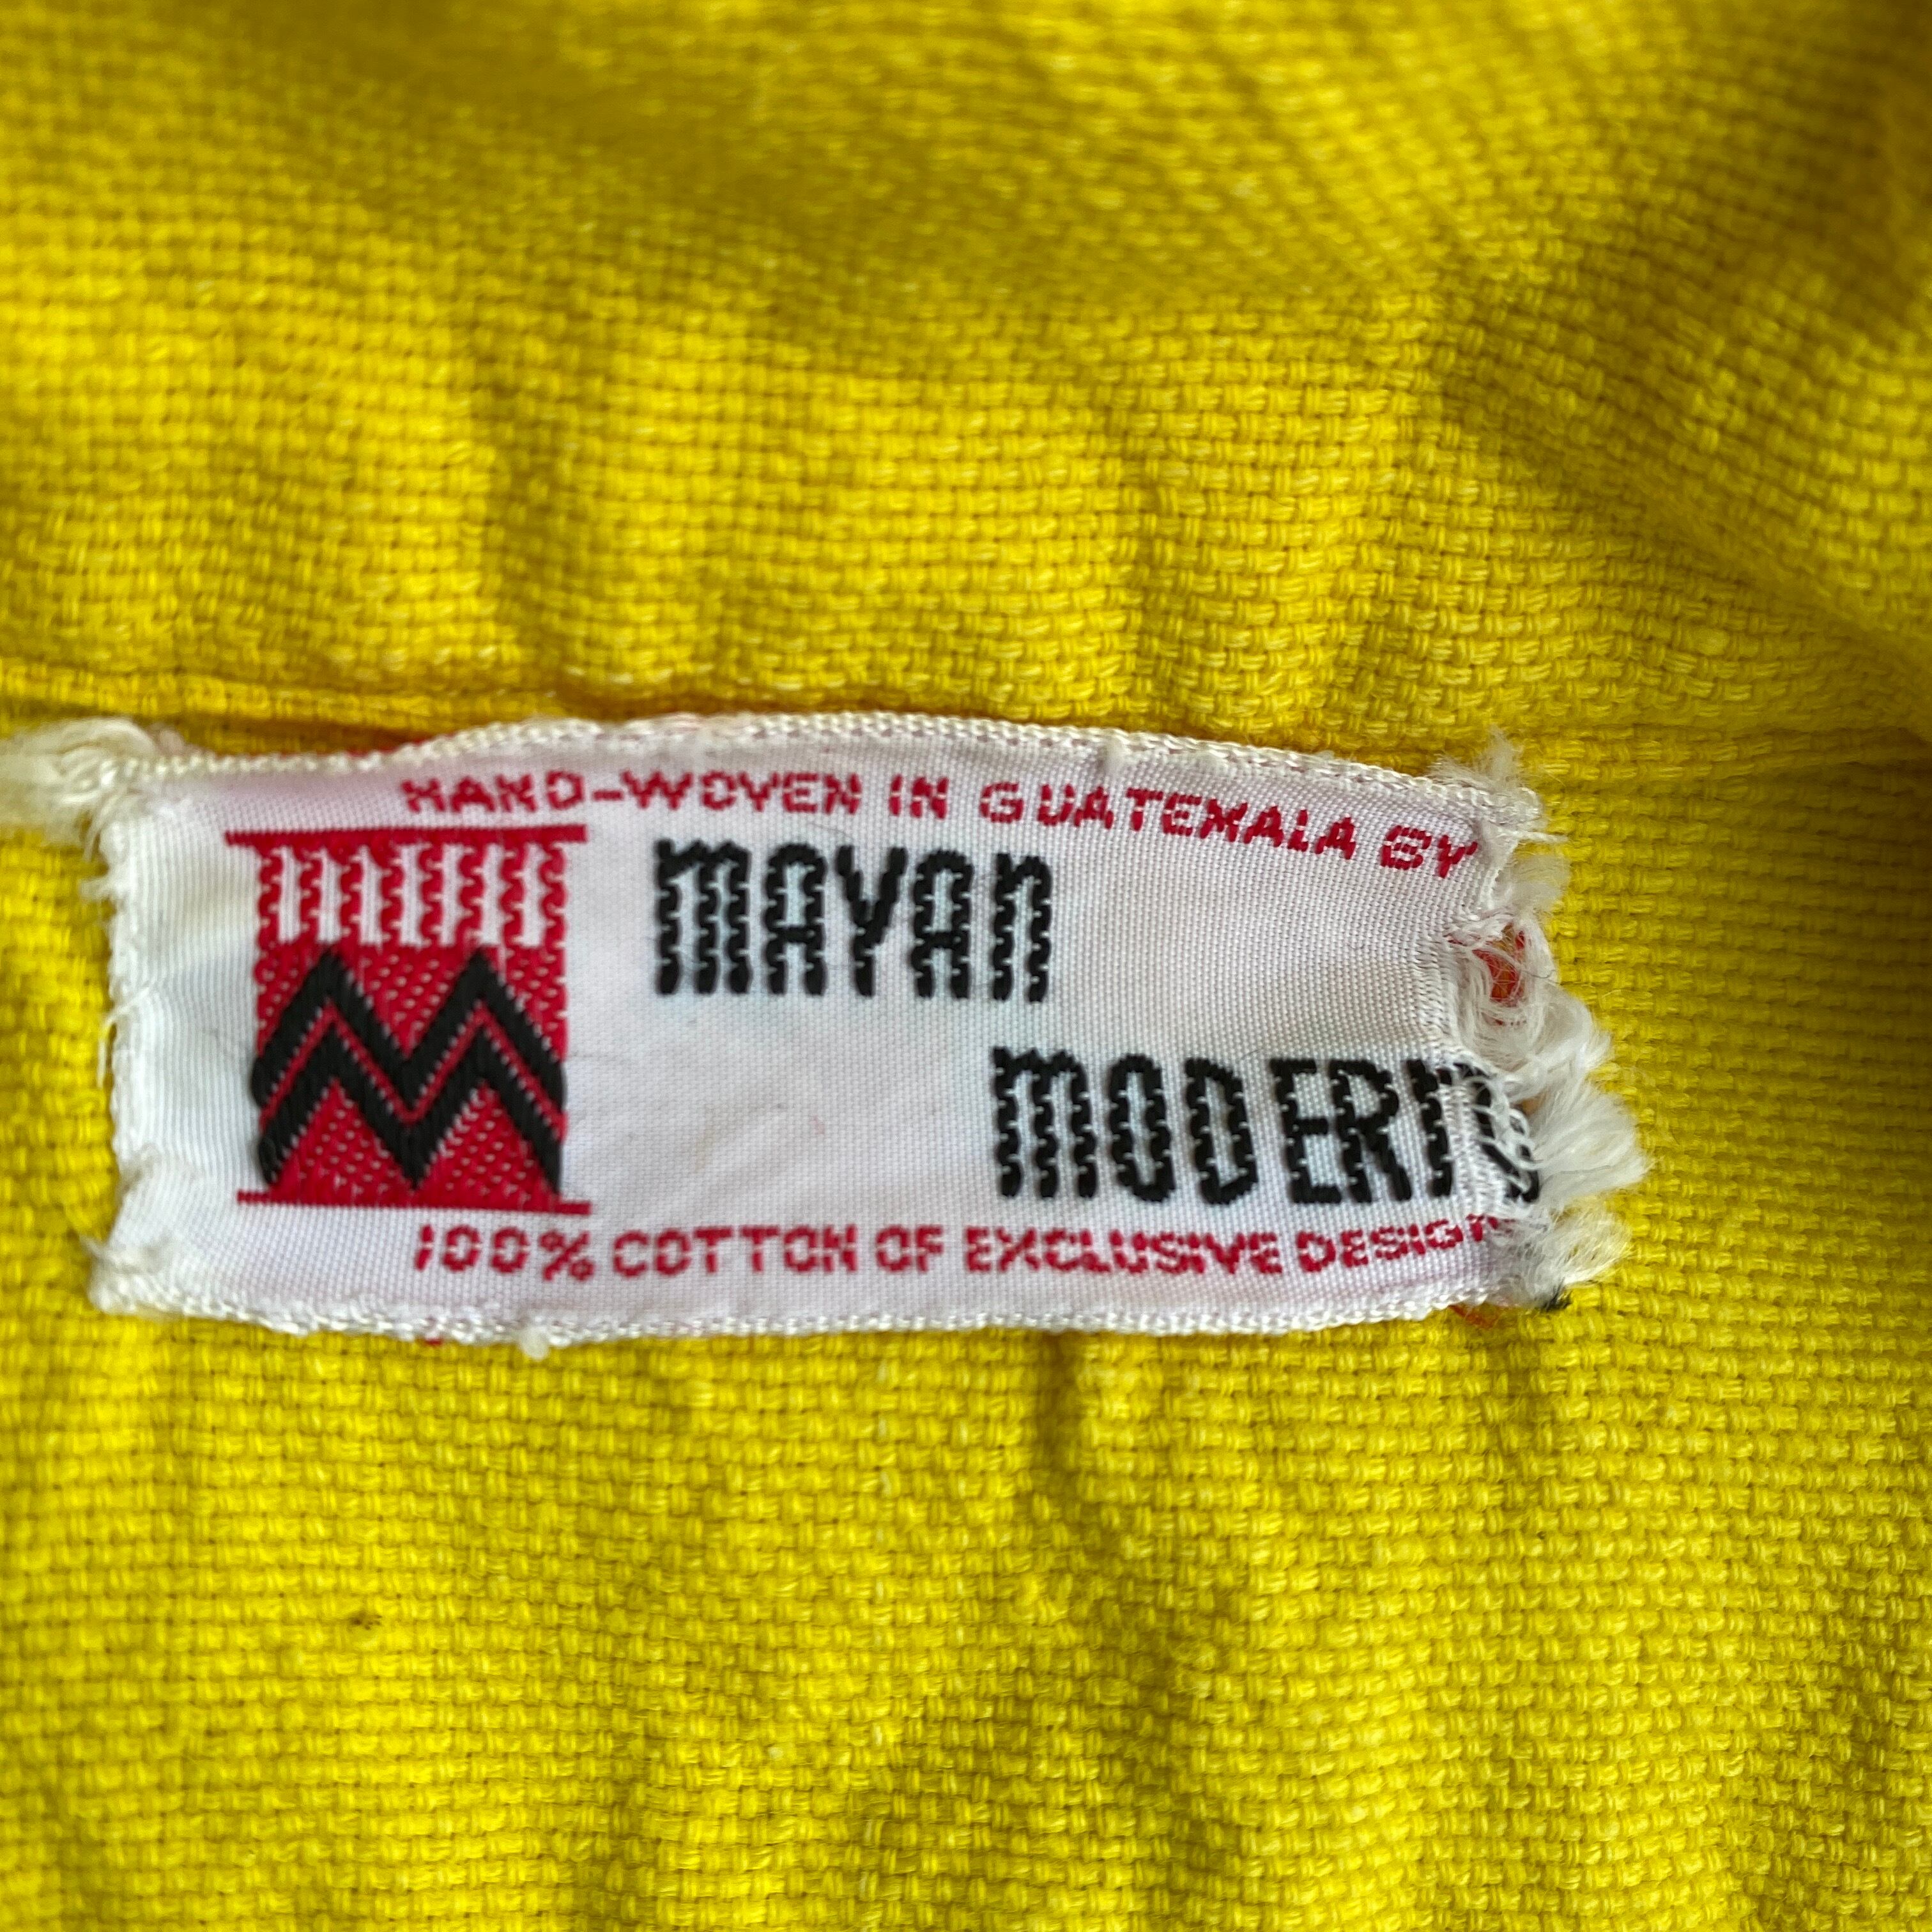 HAND-WOVEN IN GUATEMALA BY
MAYAN
MODERN
100% COTTON OF EXCLUSIVE DESIGN